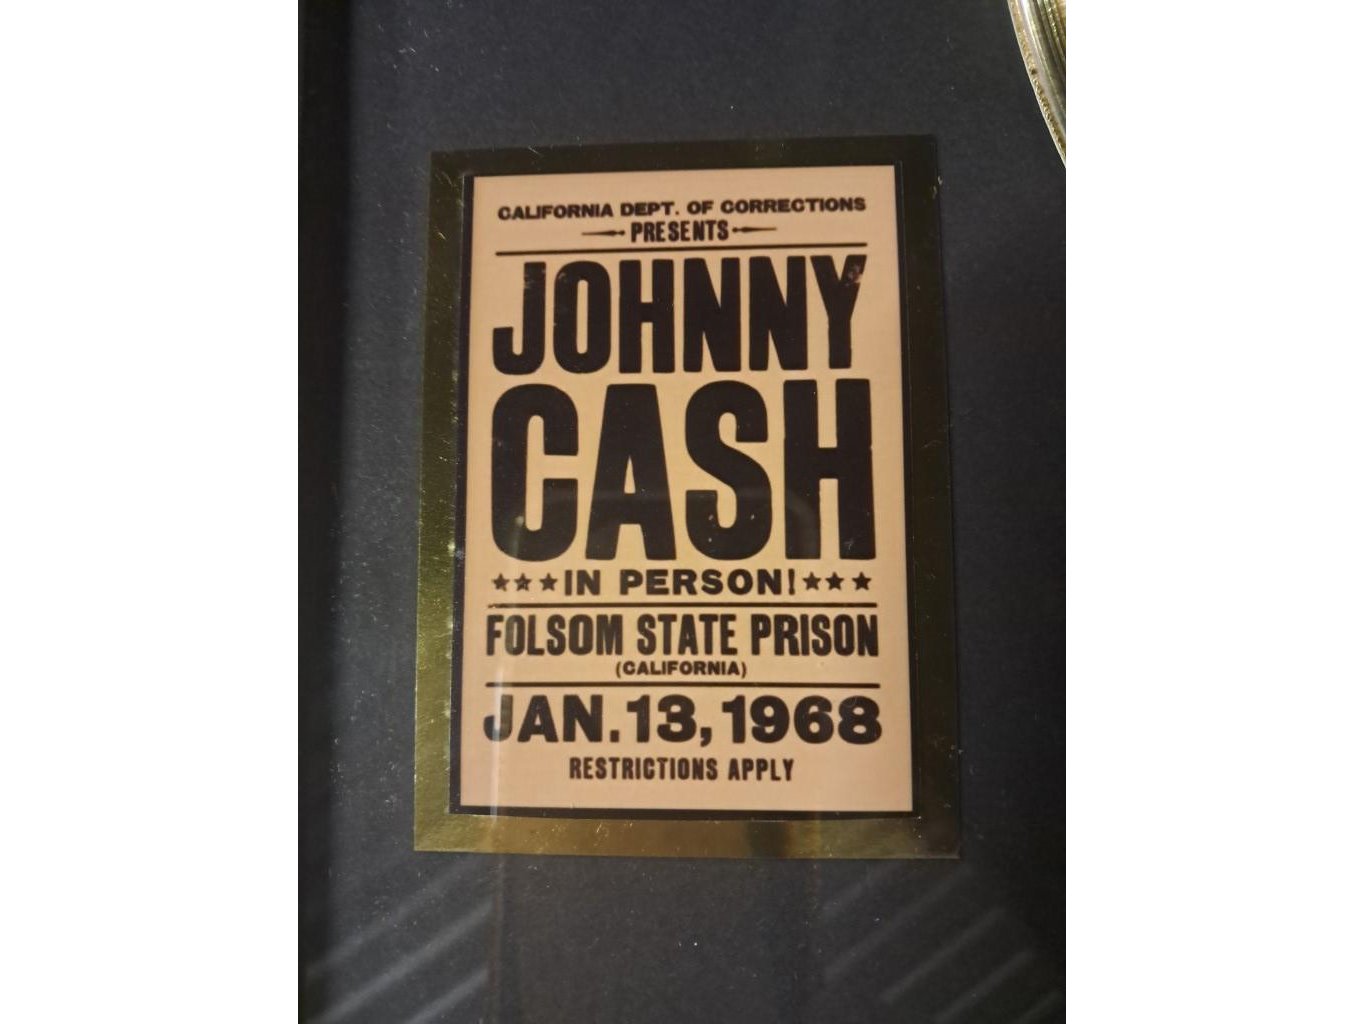 CALIFORNIA DEPT. OF CORRECTIONS
PRESENTS
JOHNNY
CASH
★★★IN PERSON!★★★
FOLSOM STATE PRISON
(CALIFORNIA)
JAN.13,1968
RESTRICTIONS APPLY